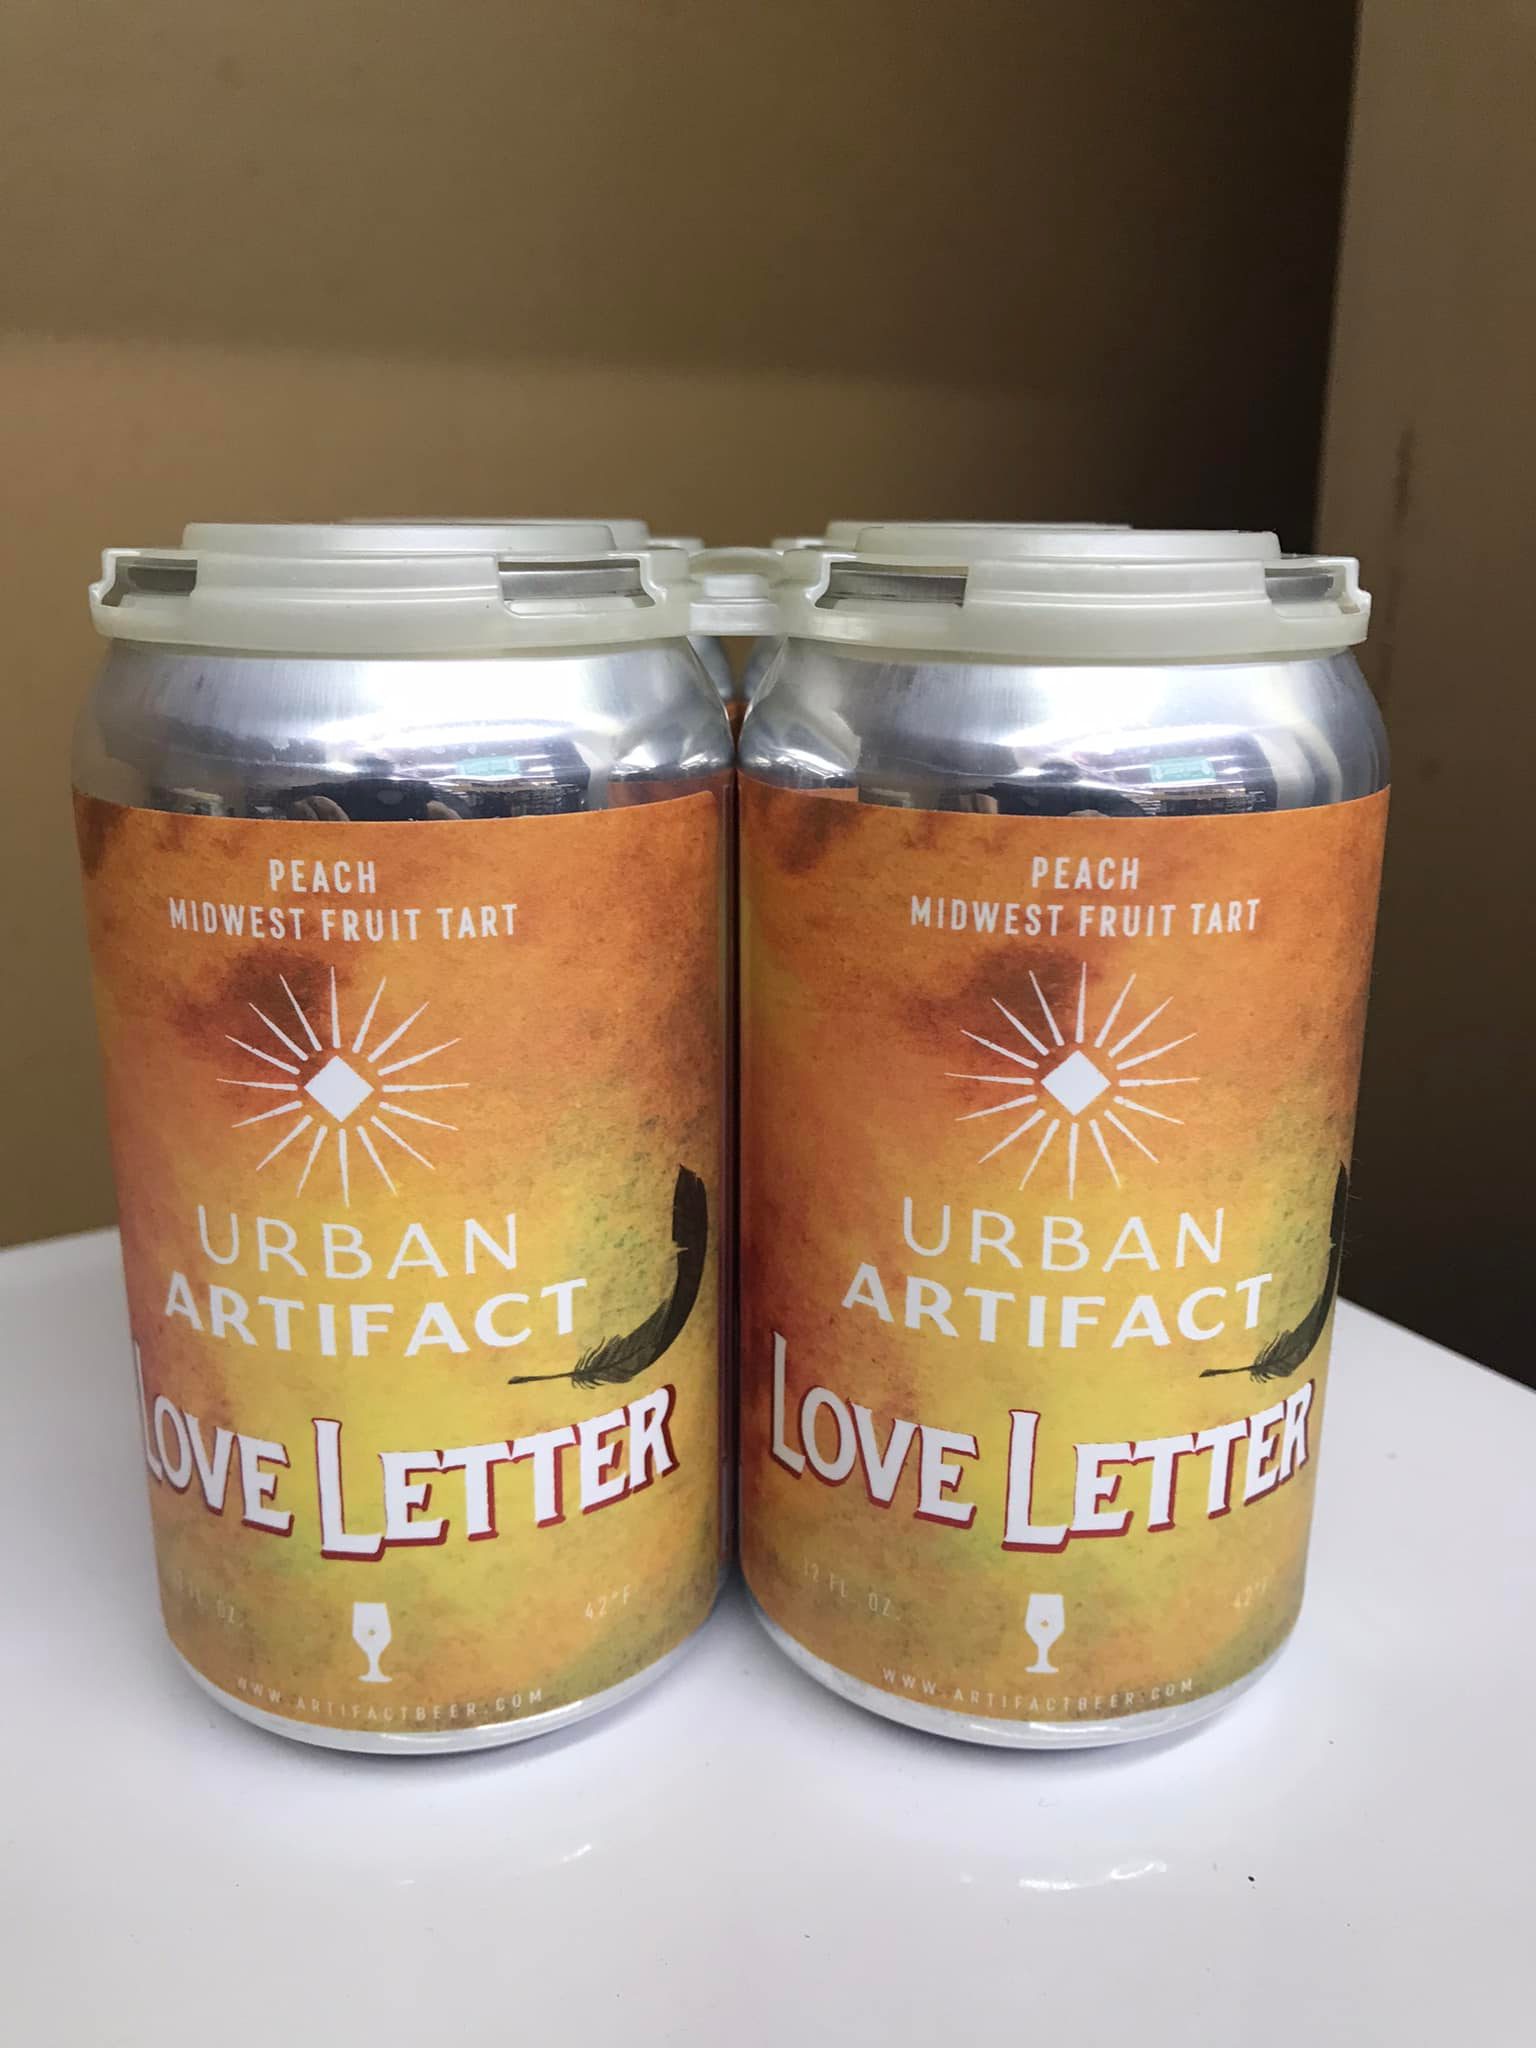 PEACH
MIDWEST FRUIT TART
URBAN
ARTIFACT
LOVE LETTER
FL. OZ. 42°F
WWW.ARTIFACTBEER.COM
PEACH
MIDWEST FRUIT TART
URBAN
ARTIFACT
LOVE LETTER
12 FL. OZ. 42°F
WWW.ARTIFACTBEER.COM